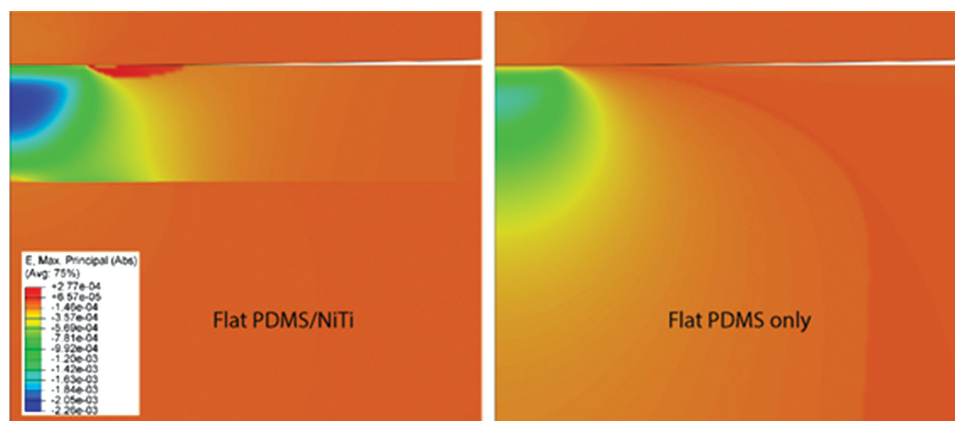 E, Max. Principal (Abs)
(Avg: 75%)
+2.77e-04
+6.57e-05
-1.46e-04
-3.57e-04
-5.69e-04
-7.81e-04
-9.92e-04
-1.20e-03
-1.42e-03
-1.63e-03
-1.84e-03
-2.05e-03
-2.26e-03
Flat PDMS/NiTi
Flat PDMS only